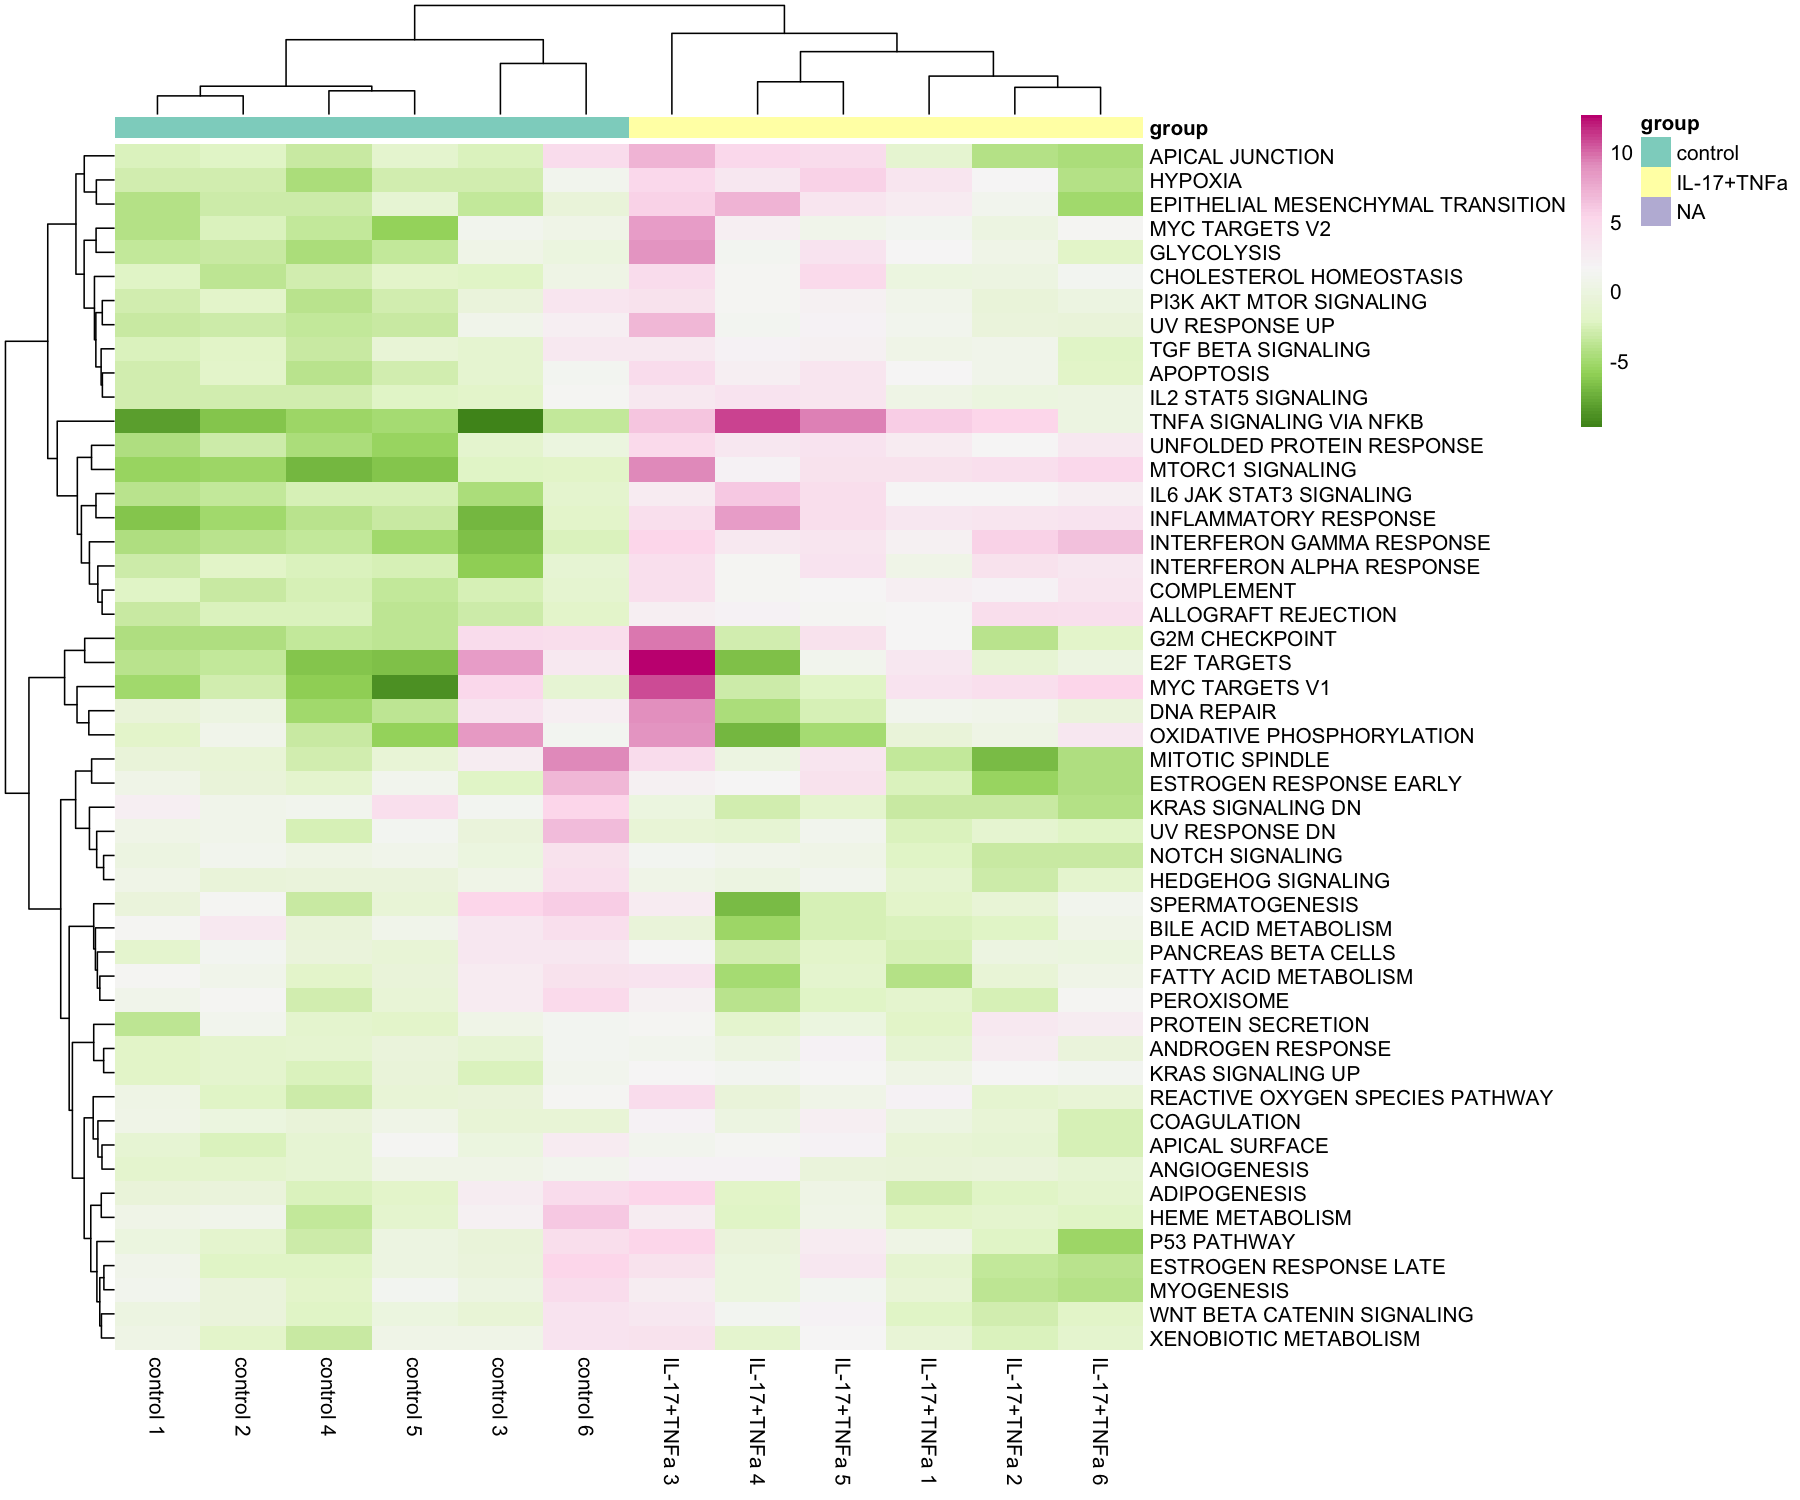 group
APICAL JUNCTION
HYPOXIA
EPITHELIAL MESENCHYMAL TRANSITION
MYC TARGETS V2
GLYCOLYSIS
CHOLESTEROL HOMEOSTASIS
PI3K AKT MTOR SIGNALING
UV RESPONSE UP
TGF BETA SIGNALING
APOPTOSIS
IL2 STAT5 SIGNALING
TNFA SIGNALING VIA NFKB
UNFOLDED PROTEIN RESPONSE
MTORC1 SIGNALING
IL6 JAK STAT3 SIGNALING
INFLAMMATORY RESPONSE
INTERFERON GAMMA RESPONSE
INTERFERON ALPHA RESPONSE
COMPLEMENT
ALLOGRAFT REJECTION
G2M CHECKPOINT
E2F TARGETS
MYC TARGETS V1
DNA REPAIR
OXIDATIVE PHOSPHORYLATION
MITOTIC SPINDLE
ESTROGEN RESPONSE EARLY
KRAS SIGNALING DN
UV RESPONSE DN
NOTCH SIGNALING
HEDGEHOG SIGNALING
SPERMATOGENESIS
BILE ACID METABOLISM
PANCREAS BETA CELLS
FATTY ACID METABOLISM
PEROXISOME
PROTEIN SECRETION
ANDROGEN RESPONSE
KRAS SIGNALING UP
REACTIVE OXYGEN SPECIES PATHWAY
COAGULATION
APICAL SURFACE
ANGIOGENESIS
ADIPOGENESIS
HEME METABOLISM
P53 PATHWAY
ESTROGEN RESPONSE LATE
MYOGENESIS
WNT BETA CATENIN SIGNALING
XENOBIOTIC METABOLISM
control 1
control 2
control 4
control 5
control 3
control 6
IL-17+TNFa 3
IL-17+TNFa 4
IL-17+TNFa 5
IL-17+TNFa 1
IL-17+TNFa 2
IL-17+TNFa 6
10
5
0
-5
group
control
IL-17+TNFa
NA